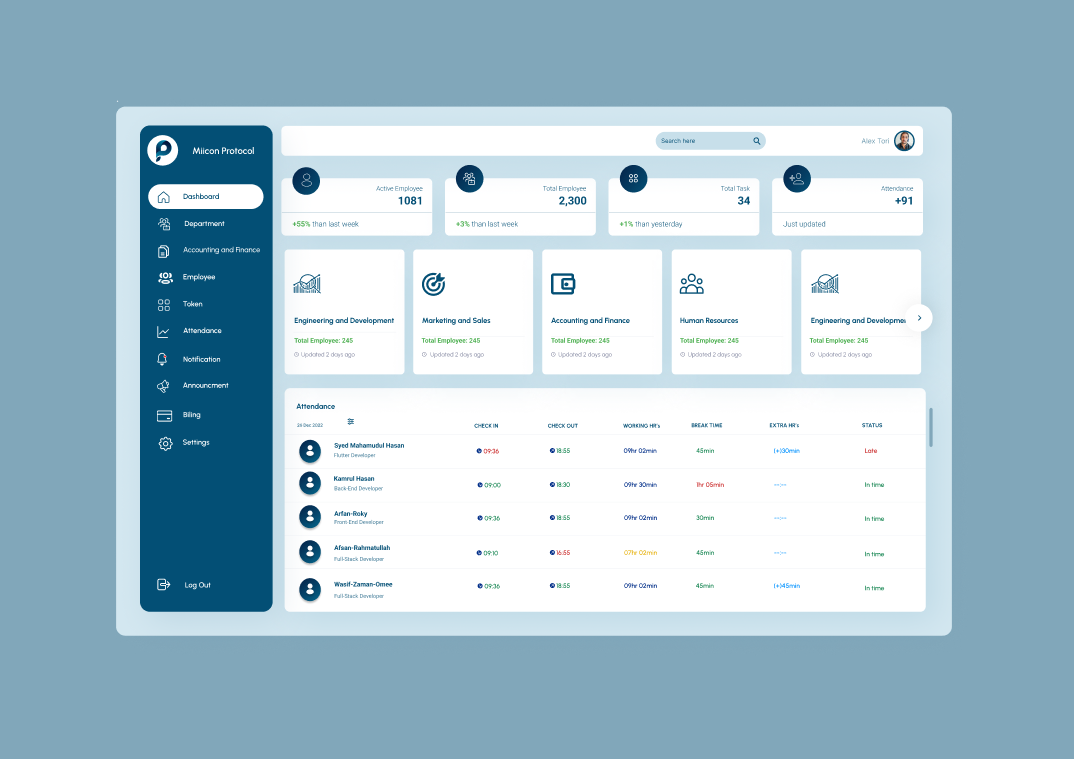 Miicon Protocol
Dashboard
Department
Accounting and Finance
Employee
Token
Attendance
Notification
Announcment
Biling
Settings
Log Out
Search here
Alex Tori
Active Employee
1081
+55% than last week
Total Employee
2,300
+3% than last week
Total Task
34
+1% than yesterday
Attendance
+91
Just updated
Engineering and Development
Total Employee: 245
Updated 2 days ago
Marketing and Sales
Total Employee: 245
Updated 2 days ago
Accounting and Finance
Total Employee: 245
Updated 2 days ago
Human Resources
Total Employee: 245
Updated 2 days ago
Engineering and Developme
Total Employee: 245
Updated 2 days ago
Attendance
24 Dec 2022 CHECK IN CHECK OUT WORKING HR's BREAK TIME EXTRA HR's STATUS
Syed Mahamudul Hasan
Flutter Developer
09:36 18:55 09hr 02min 45min (+)30min Late
Kamrul Hasan
Back-End Developer
09:00 18:30 09hr 30min 1hr 05min --:-- In time
Arfan-Roky
Front-End Developer
09:36 18:55 09hr 02min 30min --:-- In time
Afsan-Rahmatullah
Full-Stack Developer
09:10 16:55 07hr 02min 45min --:-- In time
Wasif-Zaman-Omee
Full-Stack Developer
09:36 18:55 09hr 02min 45min (+)45min In time